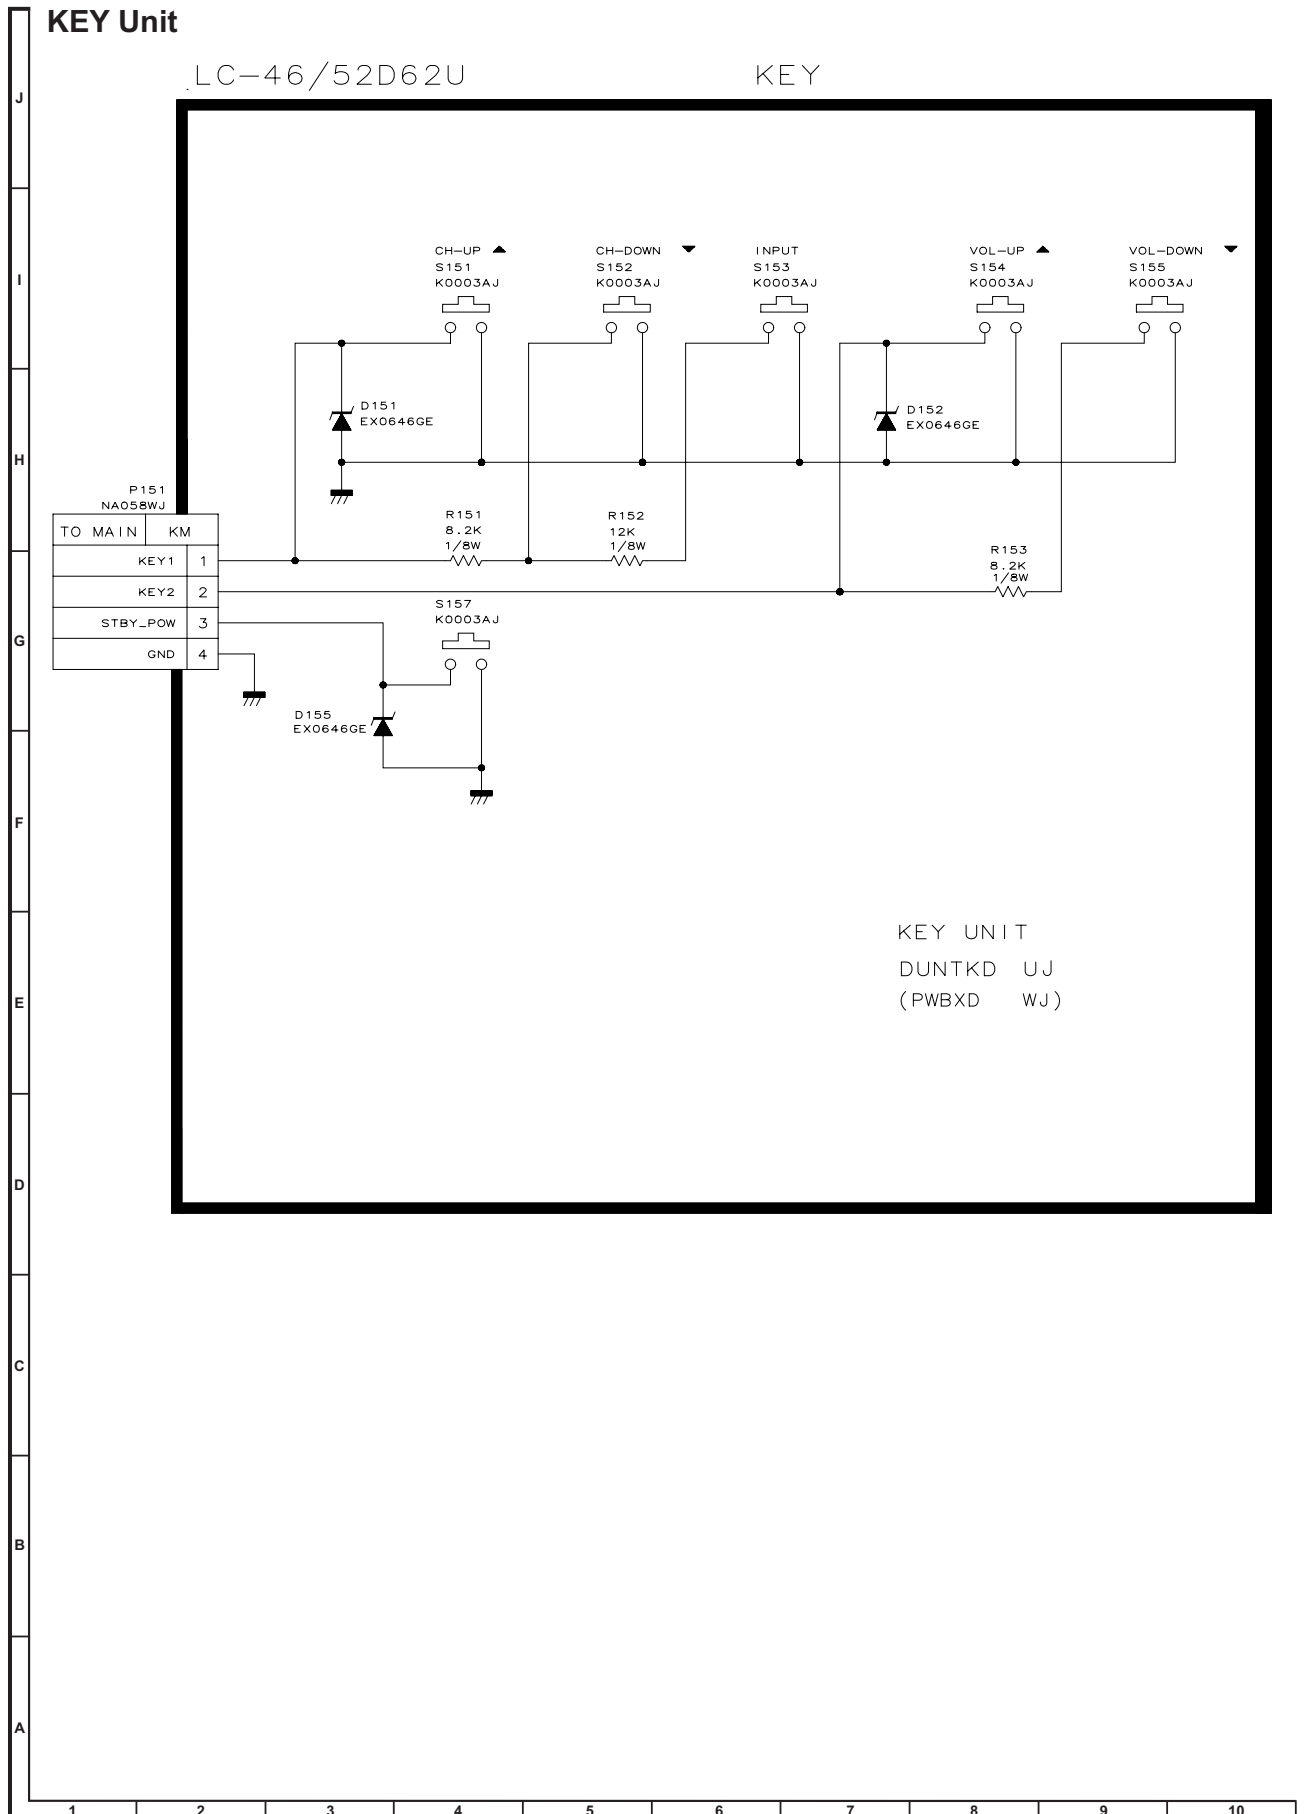 KEY Unit
LC-46/52D62U KEY
J
I
H
G
F
E
D
C
B
A
CH-UP ▲
S151
K0003AJ
CH-DOWN ▼
S152
K0003AJ
INPUT
S153
K0003AJ
VOL-UP ▲
S154
K0003AJ
VOL-DOWN ▼
S155
K0003AJ
D151
EX0646GE
D152
EX0646GE
P151
NA058WJ
TO MAIN KM
KEY1 1
KEY2 2
STBY_POW 3
GND 4
R151
8.2K
1/8W
R152
12K
1/8W
R153
8.2K
1/8W
S157
K0003AJ
D155
EX0646GE
KEY UNIT
DUNTKD UJ
(PWBXD WJ)
1 2 3 4 5 6 7 8 9 10